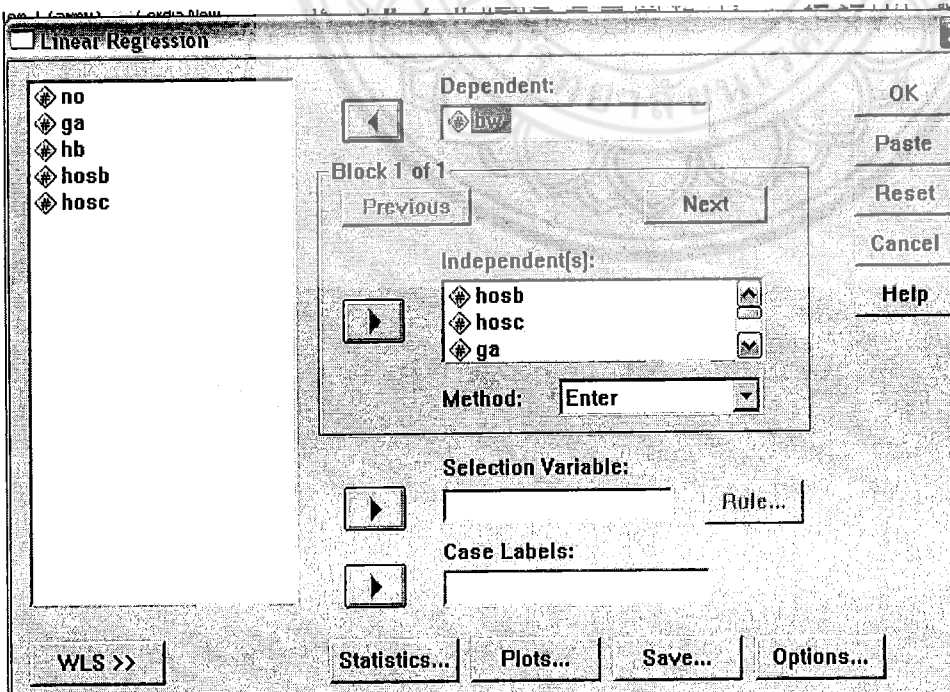 Linear Regression
no
ga
hb
hosb
hosc
Dependent:
bw
Block 1 of 1
Previous
Next
Independent(s):
hosb
hosc
ga
Method:
Enter
Selection Variable:
Rule...
Case Labels:
WLS >>
Statistics...
Plots...
Save...
Options...
OK
Paste
Reset
Cancel
Help